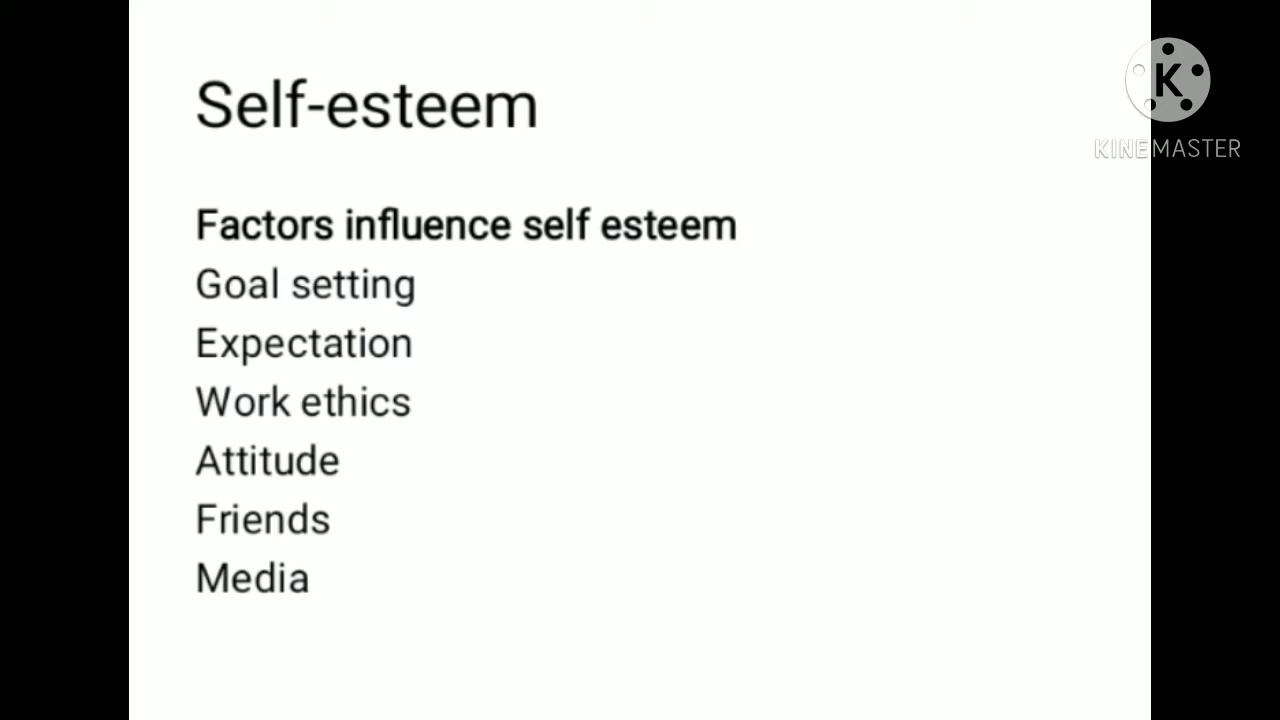 Self-esteem
K
KINEMASTER
Factors influence self esteem
Goal setting
Expectation
Work ethics
Attitude
Friends
Media